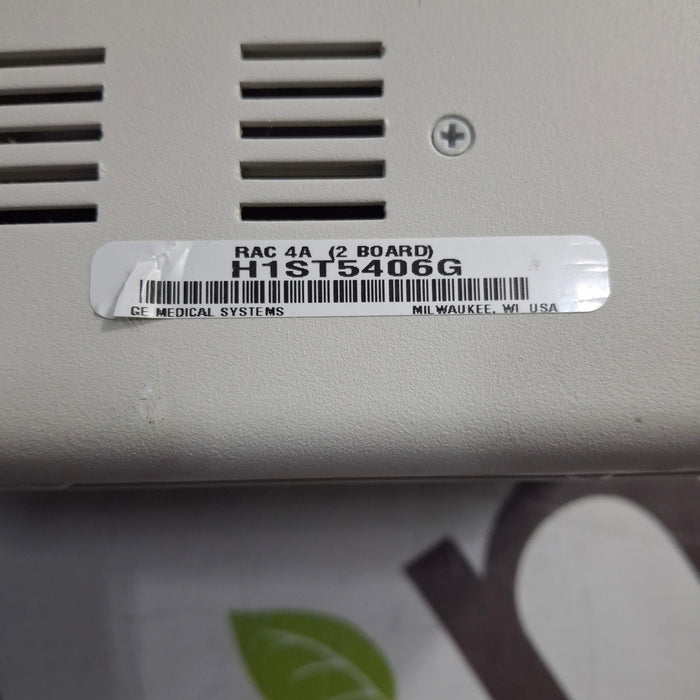 RAC 4A (2 BOARD)
H1ST5406G
GE MEDICAL SYSTEMS MILWAUKEE, WI USA
n